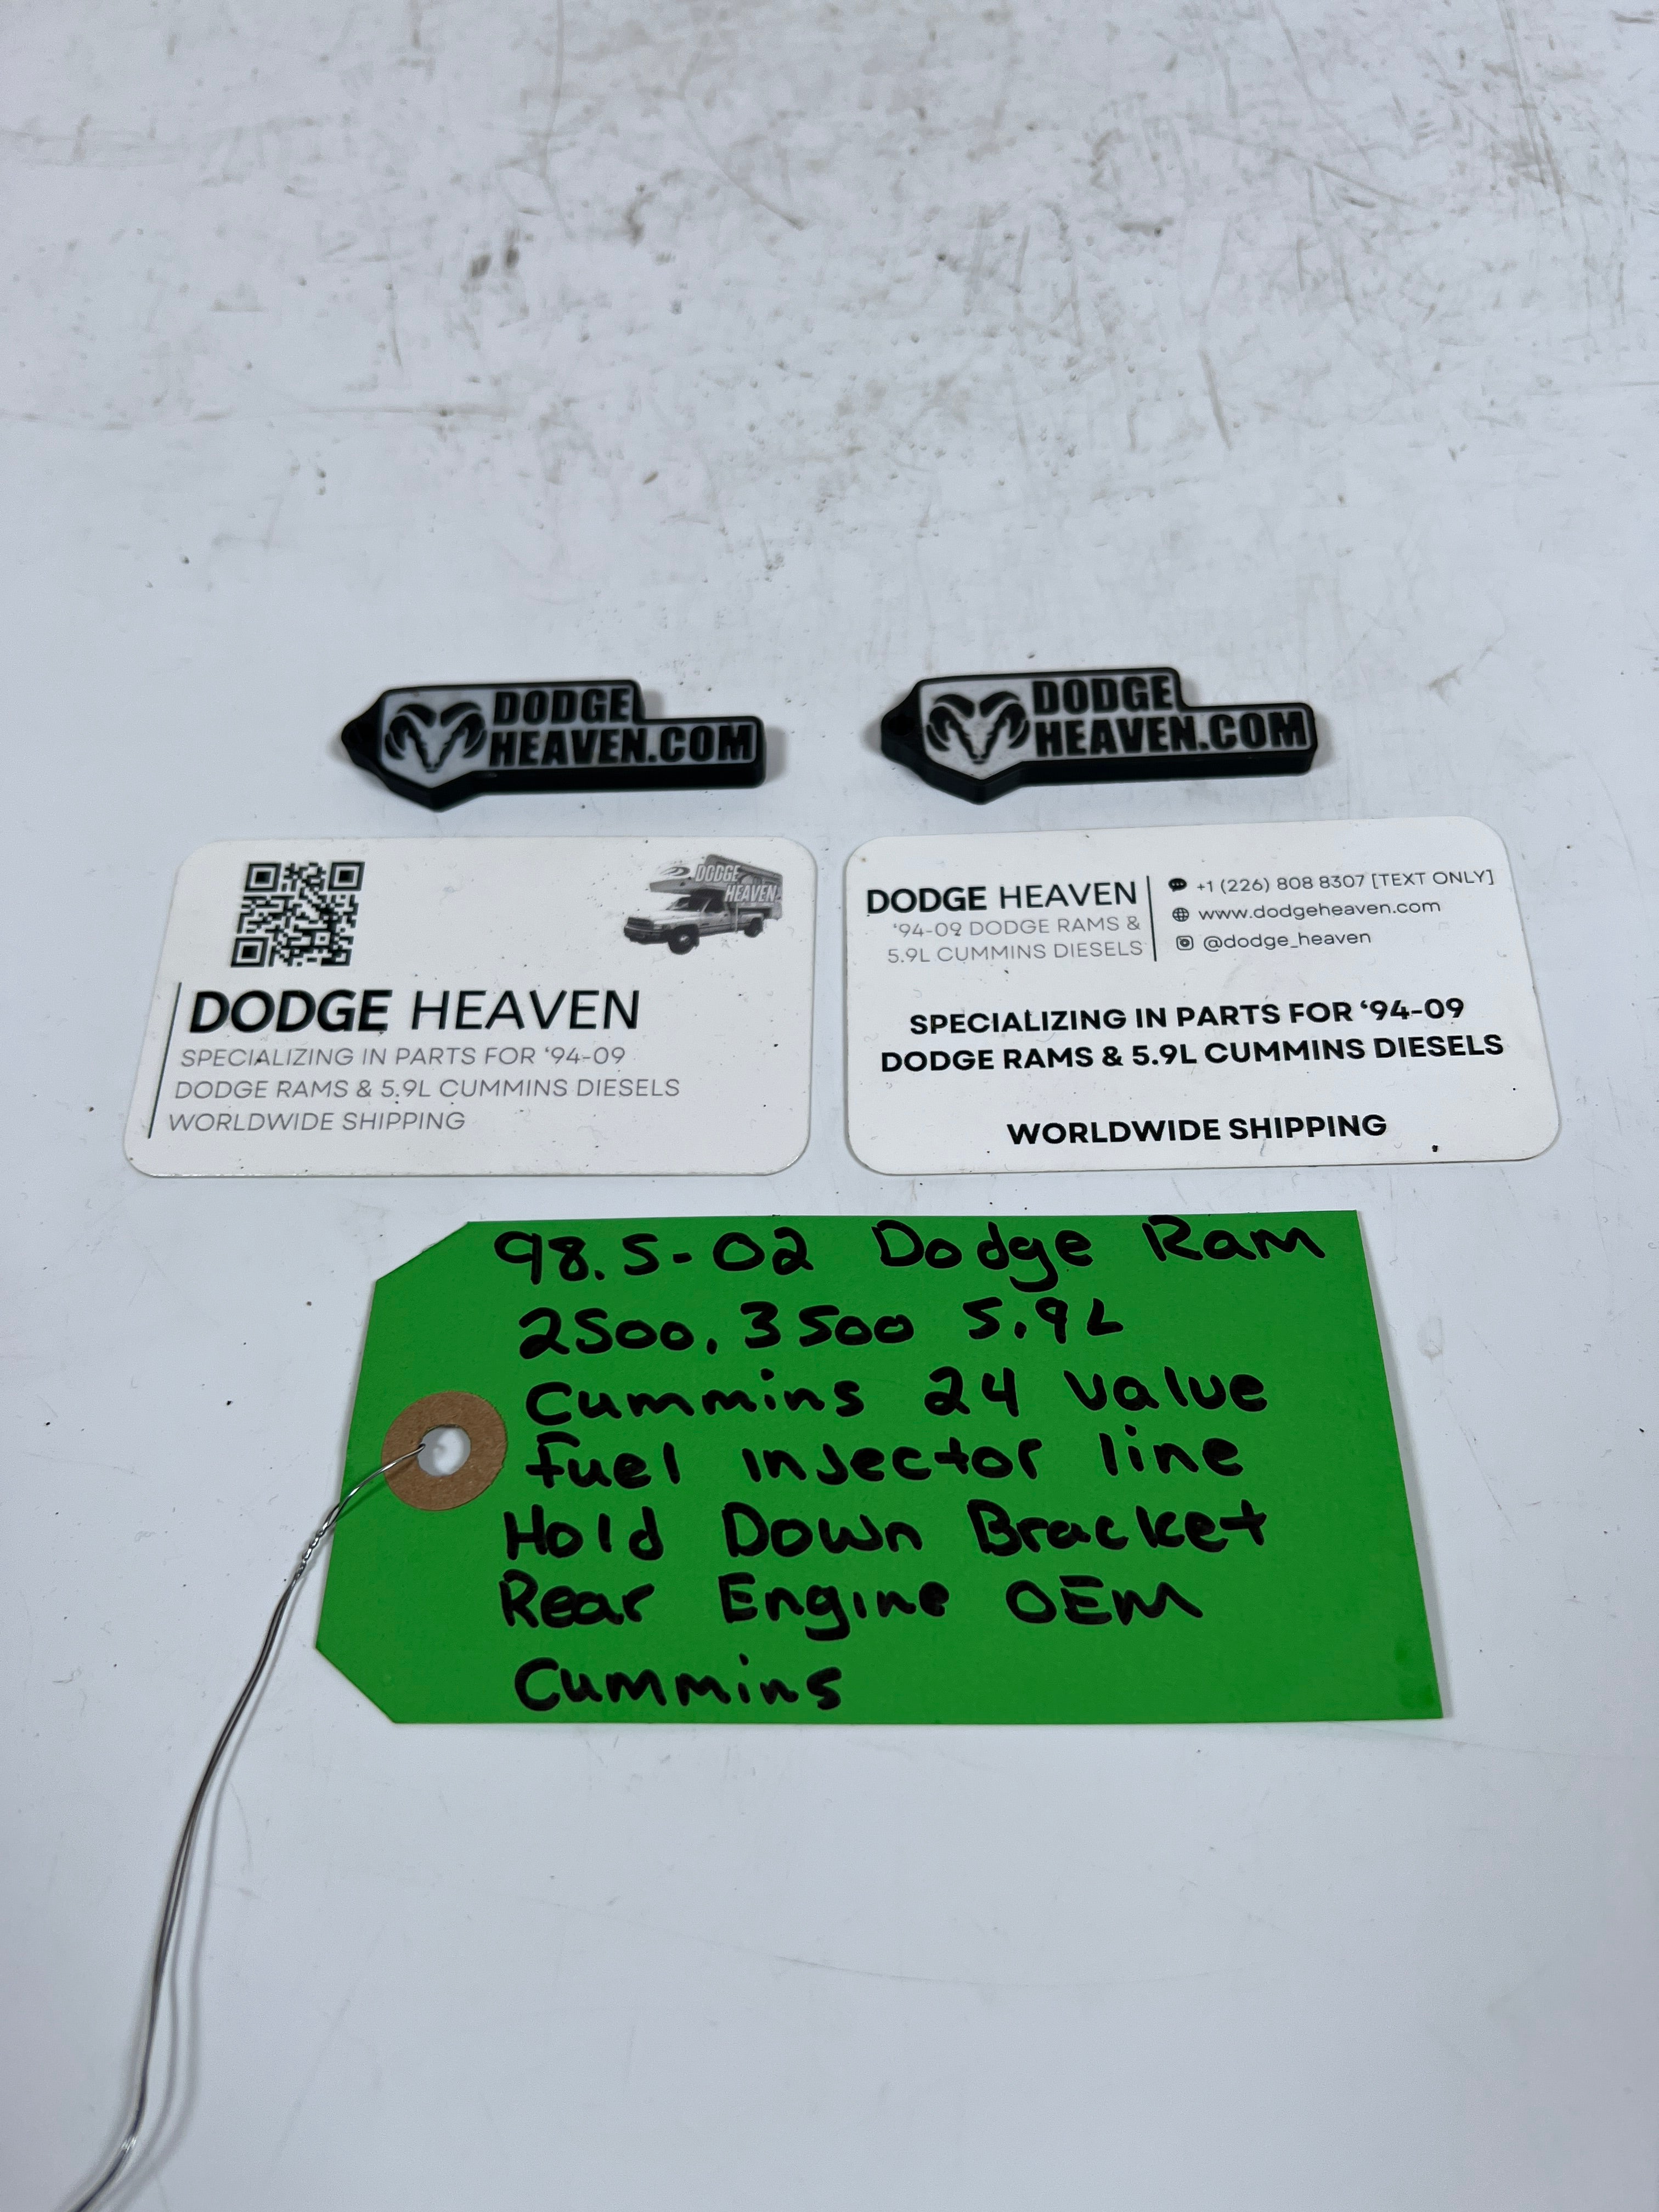 DODGE
HEAVEN.COM
DODGE
HEAVEN.COM
DODGE
HEAVEN
DODGE HEAVEN
SPECIALIZING IN PARTS FOR ‘94-09
DODGE RAMS & 5.9L CUMMINS DIESELS
WORLDWIDE SHIPPING
DODGE HEAVEN
‘94-09 DODGE RAMS &
5.9L CUMMINS DIESELS
+1 (226) 808 8307 [TEXT ONLY]
www.dodgeheaven.com
@dodge_heaven
SPECIALIZING IN PARTS FOR ‘94-09
DODGE RAMS & 5.9L CUMMINS DIESELS
WORLDWIDE SHIPPING
98.5-02 Dodge Ram
2500.3500 5.9L
Cummins 24 valve
Fuel injector line
Hold Down Bracket
Rear Engine OEM
Cummins